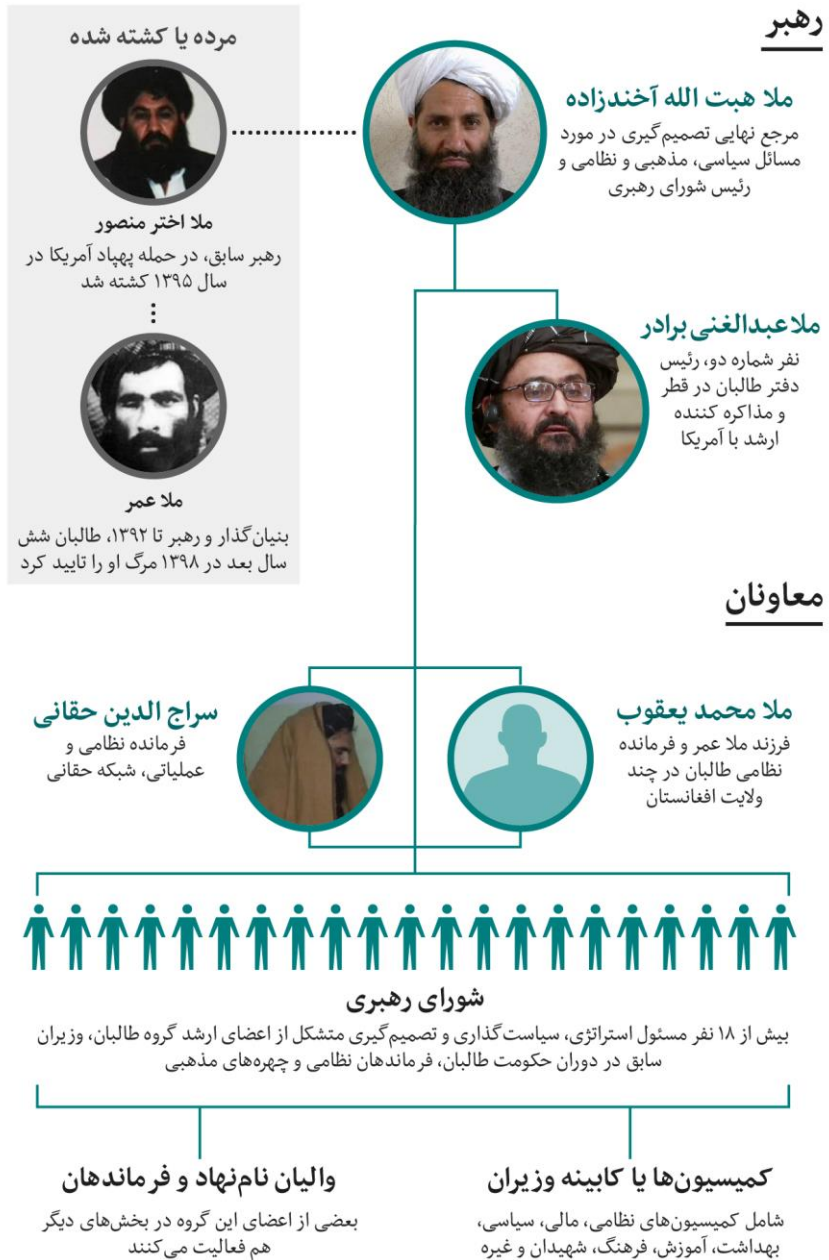 رهبر
ملا هبت الله آخندزاده
مرجع نهایی تصمیم‌گیری در مورد
مسائل سیاسی، مذهبی و نظامی و
رئیس شورای رهبری
مرده یا کشته شده
ملا اختر منصور
رهبر سابق، در حمله پهپاد آمریکا در
سال ۱۳۹۵ کشته شد
ملا عمر
بنیان‌گذار و رهبر تا ۱۳۹۲، طالبان شش
سال بعد در ۱۳۹۸ مرگ او را تایید کرد
ملاعبدالغنی برادر
نفر شماره دو، رئیس
دفتر طالبان در قطر
و مذاکره کننده
ارشد با آمریکا
معاونان
ملا محمد یعقوب
فرزند ملا عمر و فرمانده
نظامی طالبان در چند
ولایت افغانستان
سراج الدین حقانی
فرمانده نظامی و
عملیاتی، شبکه حقانی
شورای رهبری
بیش از ۱۸ نفر مسئول استراتژی، سیاست‌گذاری و تصمیم‌گیری متشکل از اعضای ارشد گروه طالبان، وزیران
سابق در دوران حکومت طالبان، فرماندهان نظامی و چهره‌های مذهبی
کمیسیون‌ها یا کابینه وزیران
شامل کمیسیون‌های نظامی، مالی، سیاسی،
بهداشت، آموزش، فرهنگ، شهیدان و غیره
والیان نام‌نهاد و فرماندهان
بعضی از اعضای این گروه در بخش‌های دیگر
هم فعالیت می‌کنند